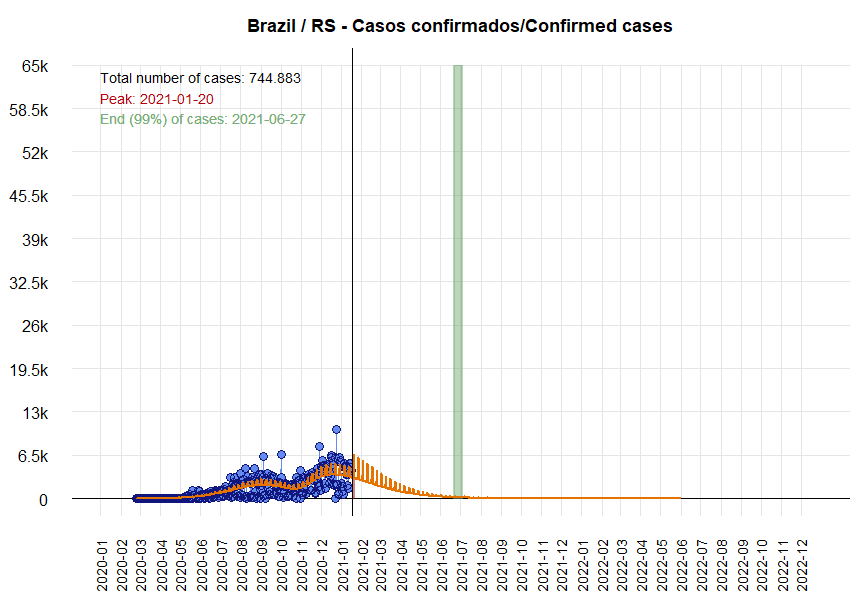 Brazil / RS - Casos confirmados/Confirmed cases
65k
Total number of cases: 744.883
Peak: 2021-01-20
End (99%) of cases: 2021-06-27
58.5k
52k
45.5k
39k
32.5k
26k
19.5k
13k
6.5k
0
2020-01
2020-02
2020-03
2020-04
2020-05
2020-06
2020-07
2020-08
2020-09
2020-10
2020-11
2020-12
2021-01
2021-02
2021-03
2021-04
2021-05
2021-06
2021-07
2021-08
2021-09
2021-10
2021-11
2021-12
2022-01
2022-02
2022-03
2022-04
2022-05
2022-06
2022-07
2022-08
2022-09
2022-10
2022-11
2022-12